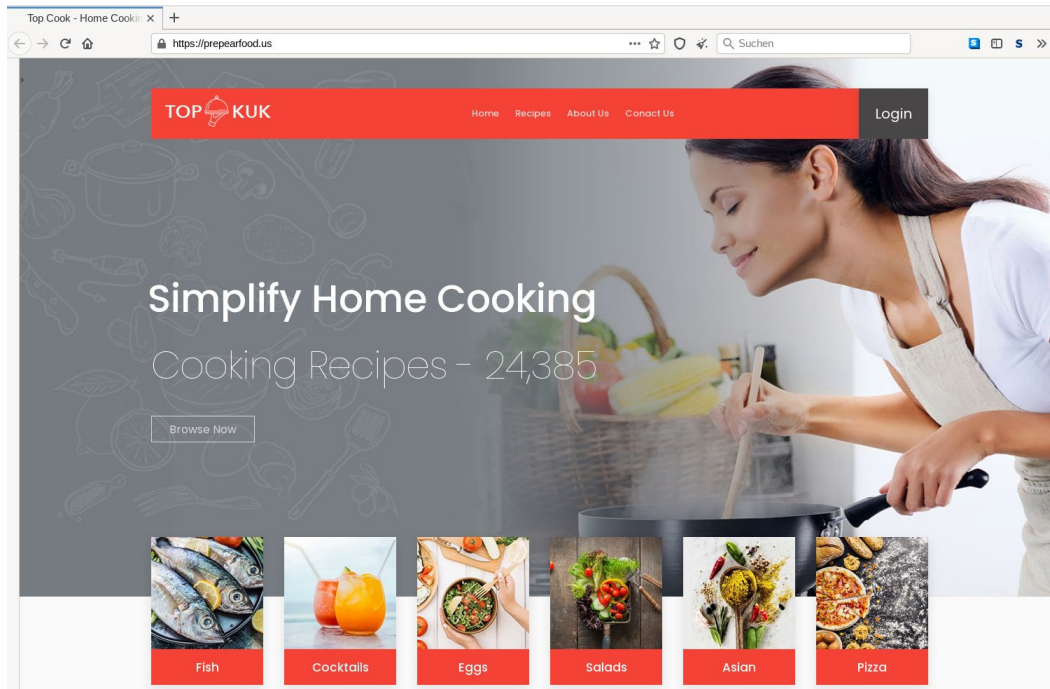 Top Cook - Home Cookin
https://prepearfood.us
Suchen
TOP KUK
Home Recipes About Us Conact Us
Login
Simplify Home Cooking
Cooking Recipes - 24,385
Browse Now
Fish Cocktails Eggs Salads Asian Pizza